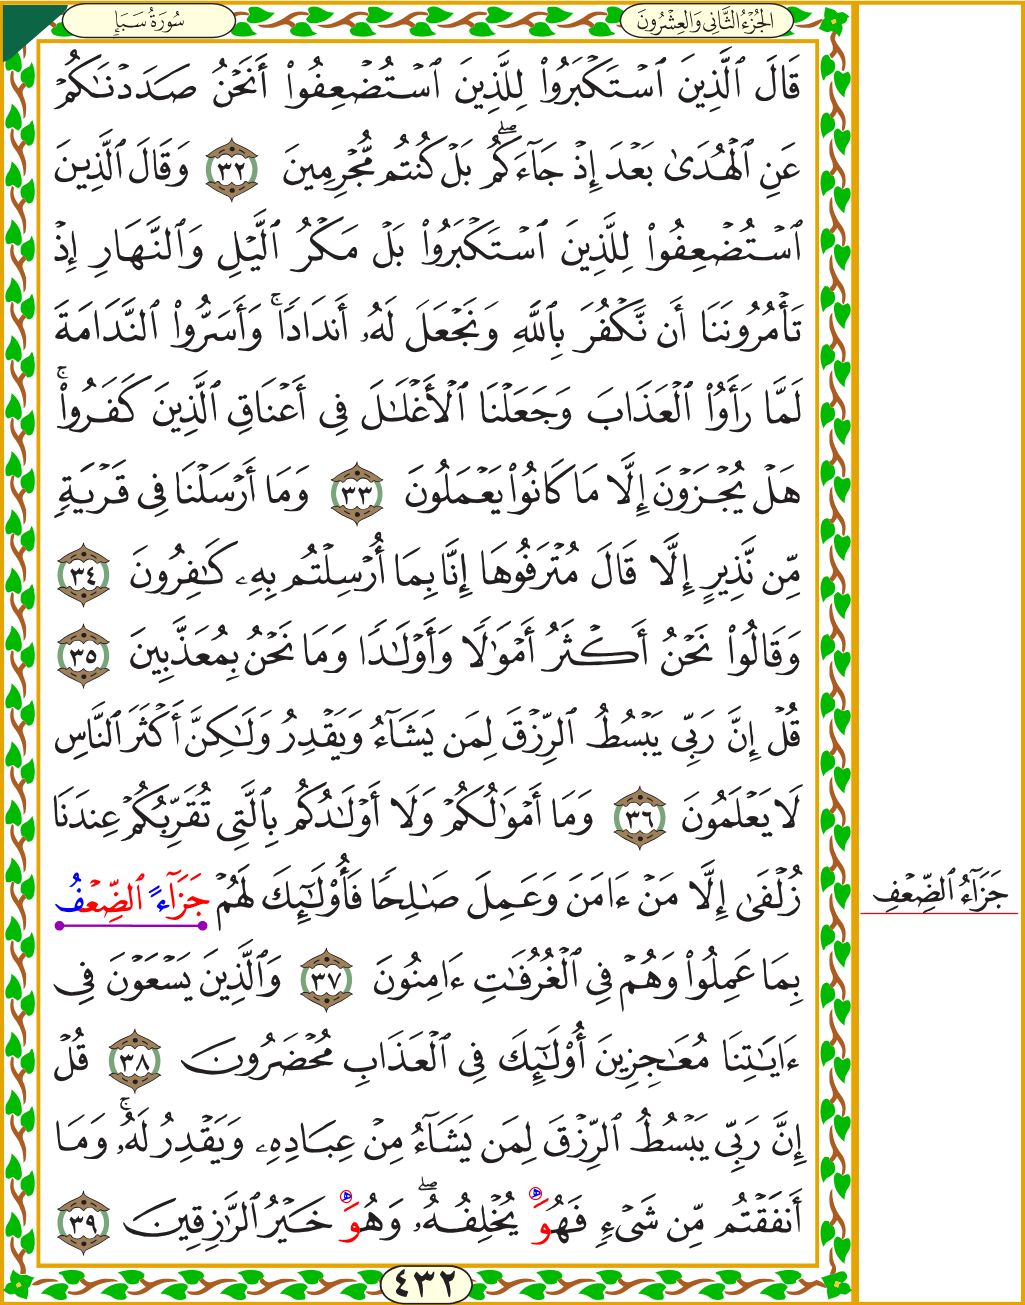 الجُزْءُ الثَّانِي وَالعِشْرُونَ
سُورَةُ سَبَإٍ
قَالَ ٱلَّذِينَ ٱسۡتَكۡبَرُواْ لِلَّذِينَ ٱسۡتُضۡعِفُوٓاْ أَنَحۡنُ صَدَدۡنَٰكُمۡ
عَنِ ٱلۡهُدَىٰ بَعۡدَ إِذۡ جَآءَكُمۖ بَلۡ كُنتُم مُّجۡرِمِينَ ٣٢ وَقَالَ ٱلَّذِينَ
ٱسۡتُضۡعِفُواْ لِلَّذِينَ ٱسۡتَكۡبَرُواْ بَلۡ مَكۡرُ ٱلَّيۡلِ وَٱلنَّهَارِ إِذۡ
تَأۡمُرُونَنَآ أَن نَّكۡفُرَ بِٱللَّهِ وَنَجۡعَلَ لَهُۥٓ أَندَادٗاۚ وَأَسَرُّواْ ٱلنَّدَامَةَ
لَمَّا رَأَوُاْ ٱلۡعَذَابَ وَجَعَلۡنَا ٱلۡأَغۡلَٰلَ فِيٓ أَعۡنَاقِ ٱلَّذِينَ كَفَرُواْۚ
هَلۡ يُجۡزَوۡنَ إِلَّا مَا كَانُواْ يَعۡمَلُونَ ٣٣ وَمَآ أَرۡسَلۡنَا فِي قَرۡيَةٖ
مِّن نَّذِيرٍ إِلَّا قَالَ مُتۡرَفُوهَآ إِنَّا بِمَآ أُرۡسِلۡتُم بِهِۦ كَٰفِرُونَ ٣٤
وَقَالُواْ نَحۡنُ أَكۡثَرُ أَمۡوَٰلٗا وَأَوۡلَٰدٗا وَمَا نَحۡنُ بِمُعَذَّبِينَ ٣٥
قُلۡ إِنَّ رَبِّي يَبۡسُطُ ٱلرِّزۡقَ لِمَن يَشَآءُ وَيَقۡدِرُ وَلَٰكِنَّ أَكۡثَرَ ٱلنَّاسِ
لَا يَعۡلَمُونَ ٣٦ وَمَآ أَمۡوَٰلُكُمۡ وَلَآ أَوۡلَٰدُكُم بِٱلَّتِي تُقَرِّبُكُمۡ عِندَنَا
زُلۡفَىٰٓ إِلَّا مَنۡ ءَامَنَ وَعَمِلَ صَٰلِحٗا فَأُوْلَٰٓئِكَ لَهُمۡ جَزَآءً ٱلضِّعۡفُ
جَزَآءُ ٱلضِّعۡفِ
بِمَا عَمِلُواْ وَهُمۡ فِي ٱلۡغُرُفَٰتِ ءَامِنُونَ ٣٧ وَٱلَّذِينَ يَسۡعَوۡنَ فِيٓ
ءَايَٰتِنَا مُعَٰجِزِينَ أُوْلَٰٓئِكَ فِي ٱلۡعَذَابِ مُحۡضَرُونَ ٣٨ قُلۡ
إِنَّ رَبِّي يَبۡسُطُ ٱلرِّزۡقَ لِمَن يَشَآءُ مِنۡ عِبَادِهِۦ وَيَقۡدِرُ لَهُۥۚ وَمَآ
أَنفَقۡتُم مِّن شَيۡءٖ فَهُوَ يُخۡلِفُهُۥۖ وَهُوَ خَيۡرُ ٱلرَّٰزِقِينَ ٣٩
٤٣٢